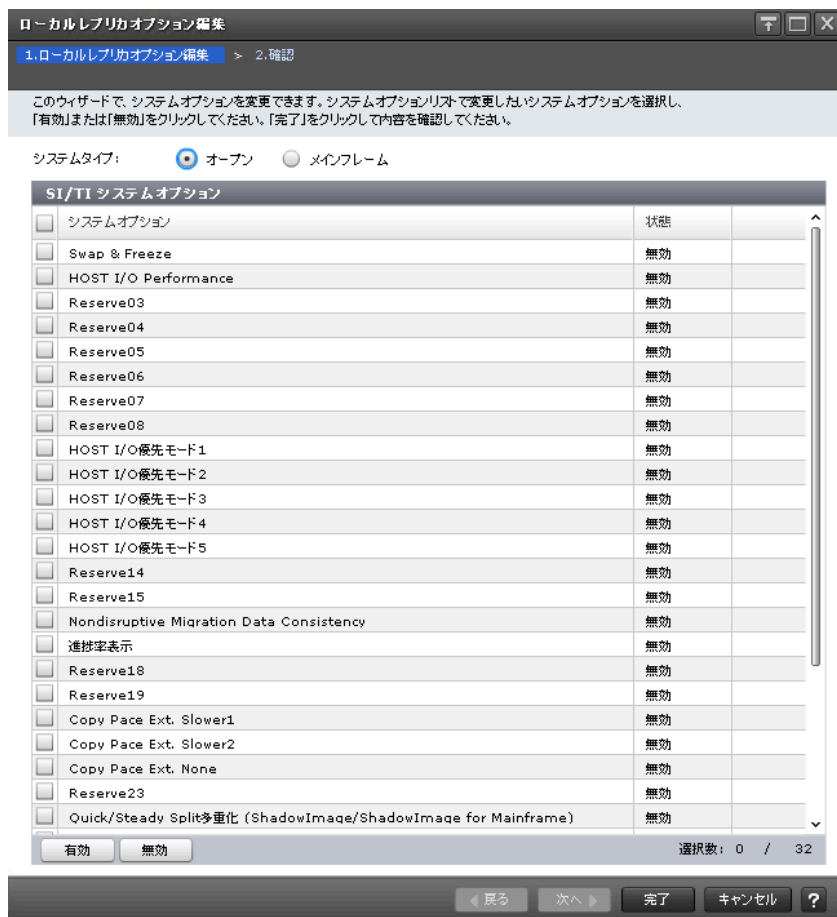 ローカルレプリカオプション編集
1.ローカルレプリカオプション編集 > 2.確認
このウィザードで、システムオプションを変更できます。システムオプションリストで変更したいシステムオプションを選択し、
「有効」または「無効」をクリックしてください。「完了」をクリックして内容を確認してください。
システムタイプ: オープン メインフレーム
SI/TI システムオプション
システムオプション 状態
Swap & Freeze 無効
HOST I/O Performance 無効
Reserve03 無効
Reserve04 無効
Reserve05 無効
Reserve06 無効
Reserve07 無効
Reserve08 無効
HOST I/O優先モード1 無効
HOST I/O優先モード2 無効
HOST I/O優先モード3 無効
HOST I/O優先モード4 無効
HOST I/O優先モード5 無効
Reserve14 無効
Reserve15 無効
Nondisruptive Migration Data Consistency 無効
進捗率表示 無効
Reserve18 無効
Reserve19 無効
Copy Pace Ext. Slower1 無効
Copy Pace Ext. Slower2 無効
Copy Pace Ext. None 無効
Reserve23 無効
Quick/Steady Split多重化 (ShadowImage/ShadowImage for Mainframe) 無効
有効 無効 選択数: 0 / 32
戻る 次へ 完了 キャンセル ?